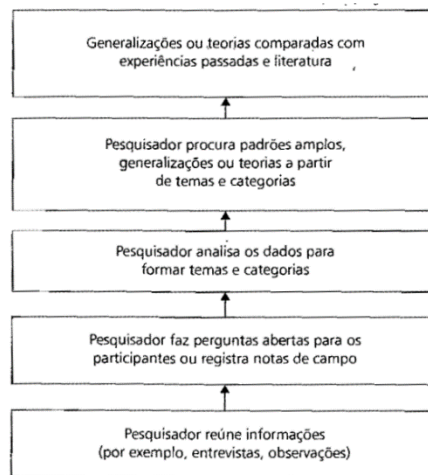 Generalizações ou teorias comparadas com
experiências passadas e literatura
Pesquisador procura padrões amplos,
generalizações ou teorias a partir
de temas e categorias
Pesquisador analisa os dados para
formar temas e categorias
Pesquisador faz perguntas abertas para os
participantes ou registra notas de campo
Pesquisador reúne informações
(por exemplo, entrevistas, observações)